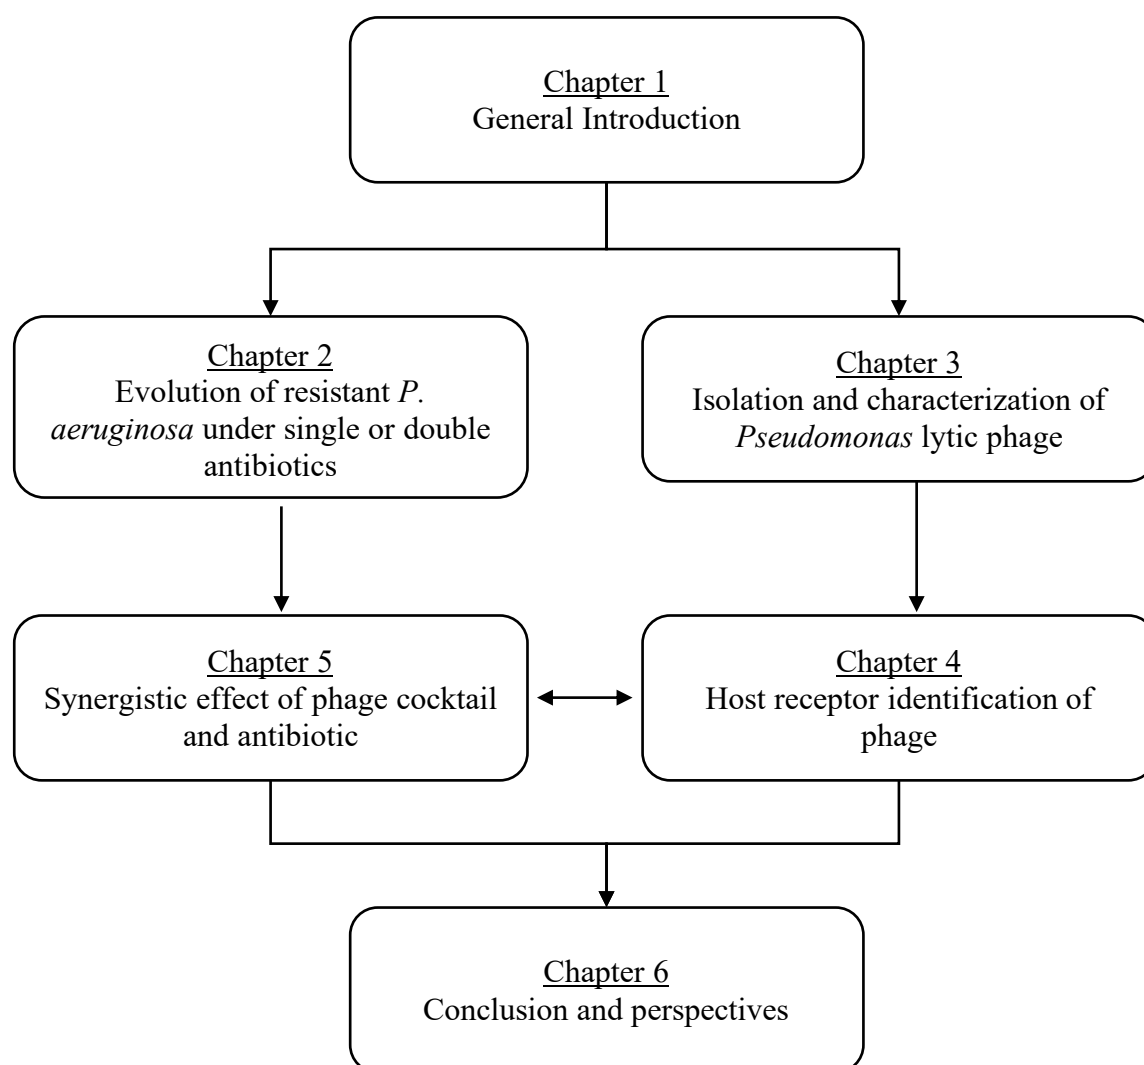 Chapter 1
General Introduction
Chapter 2
Evolution of resistant P.
aeruginosa under single or double
antibiotics
Chapter 3
Isolation and characterization of
Pseudomonas lytic phage
Chapter 5
Synergistic effect of phage cocktail
and antibiotic
Chapter 4
Host receptor identification of
phage
Chapter 6
Conclusion and perspectives